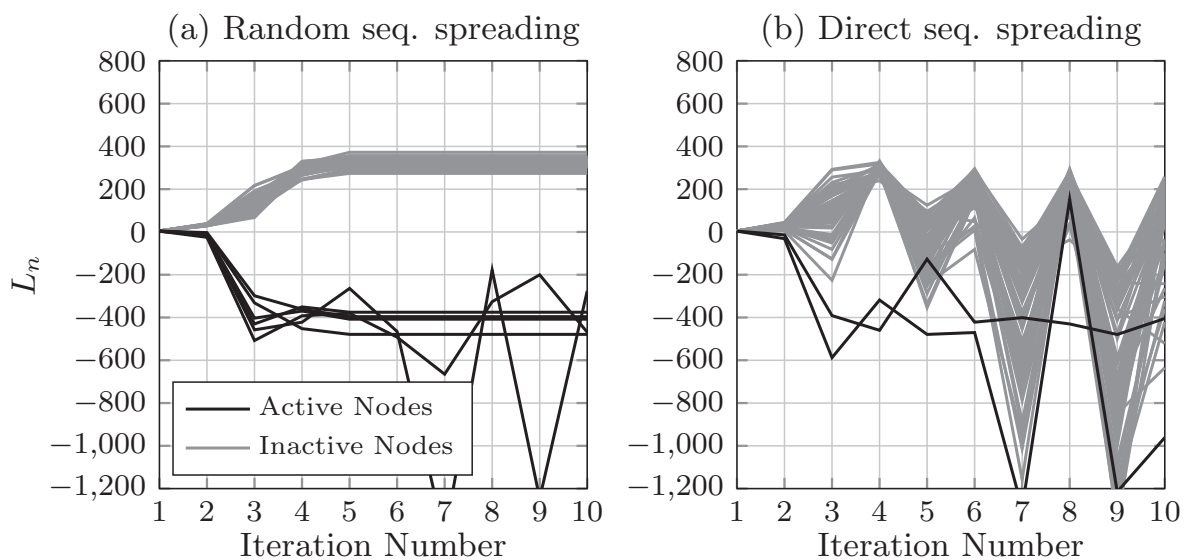 (a) Random seq. spreading
(b) Direct seq. spreading
800
600
400
200
0
−200
−400
−600
−800
−1,000
−1,200
L_n
Active Nodes
Inactive Nodes
1 2 3 4 5 6 7 8 9 10
Iteration Number
800
600
400
200
0
−200
−400
−600
−800
−1,000
−1,200
1 2 3 4 5 6 7 8 9 10
Iteration Number